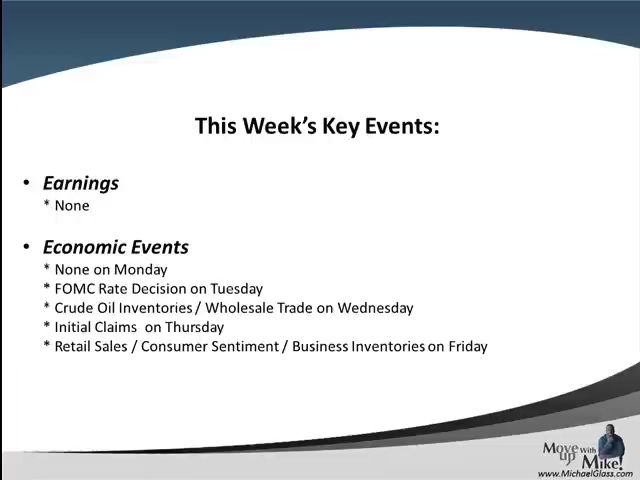 This Week's Key Events:
• Earnings
* None
• Economic Events
* None on Monday
* FOMC Rate Decision on Tuesday
* Crude Oil Inventories / Wholesale Trade on Wednesday
* Initial Claims on Thursday
* Retail Sales / Consumer Sentiment / Business Inventories on Friday
Move up With Mike!
www.MichaelGlass.com